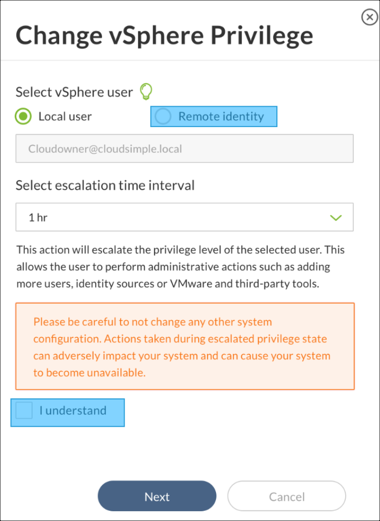 Change vSphere Privilege
Select vSphere user
Local user
Remote identity
Cloudowner@cloudsimple.local
Select escalation time interval
1 hr
This action will escalate the privilege level of the selected user. This
allows the user to perform administrative actions such as adding
more users, identity sources or VMware and third-party tools.
Please be careful to not change any other system
configuration. Actions taken during escalated privilege state
can adversely impact your system and can cause your system
to become unavailable.
I understand
Next
Cancel